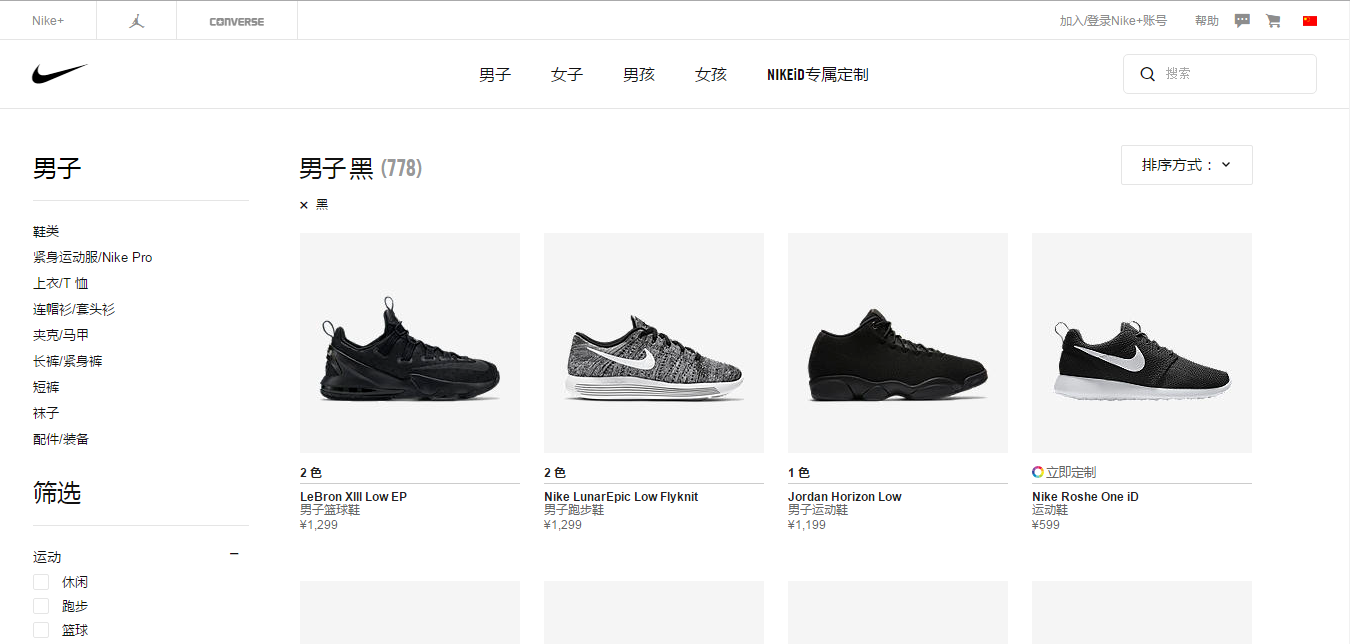 Nike+
CONVERSE
加入/登录Nike+账号
帮助
男子
女子
男孩
女孩
NIKEiD专属定制
搜索
男子
鞋类
紧身运动服/Nike Pro
上衣/T 恤
连帽衫/套头衫
夹克/马甲
长裤/紧身裤
短裤
袜子
配件/装备
筛选
运动
休闲
跑步
篮球
男子 黑 (778)
排序方式：
× 黑
2 色
LeBron XIII Low EP
男子篮球鞋
¥1,299
2 色
Nike LunarEpic Low Flyknit
男子跑步鞋
¥1,299
1 色
Jordan Horizon Low
男子运动鞋
¥1,199
立即定制
Nike Roshe One iD
运动鞋
¥599